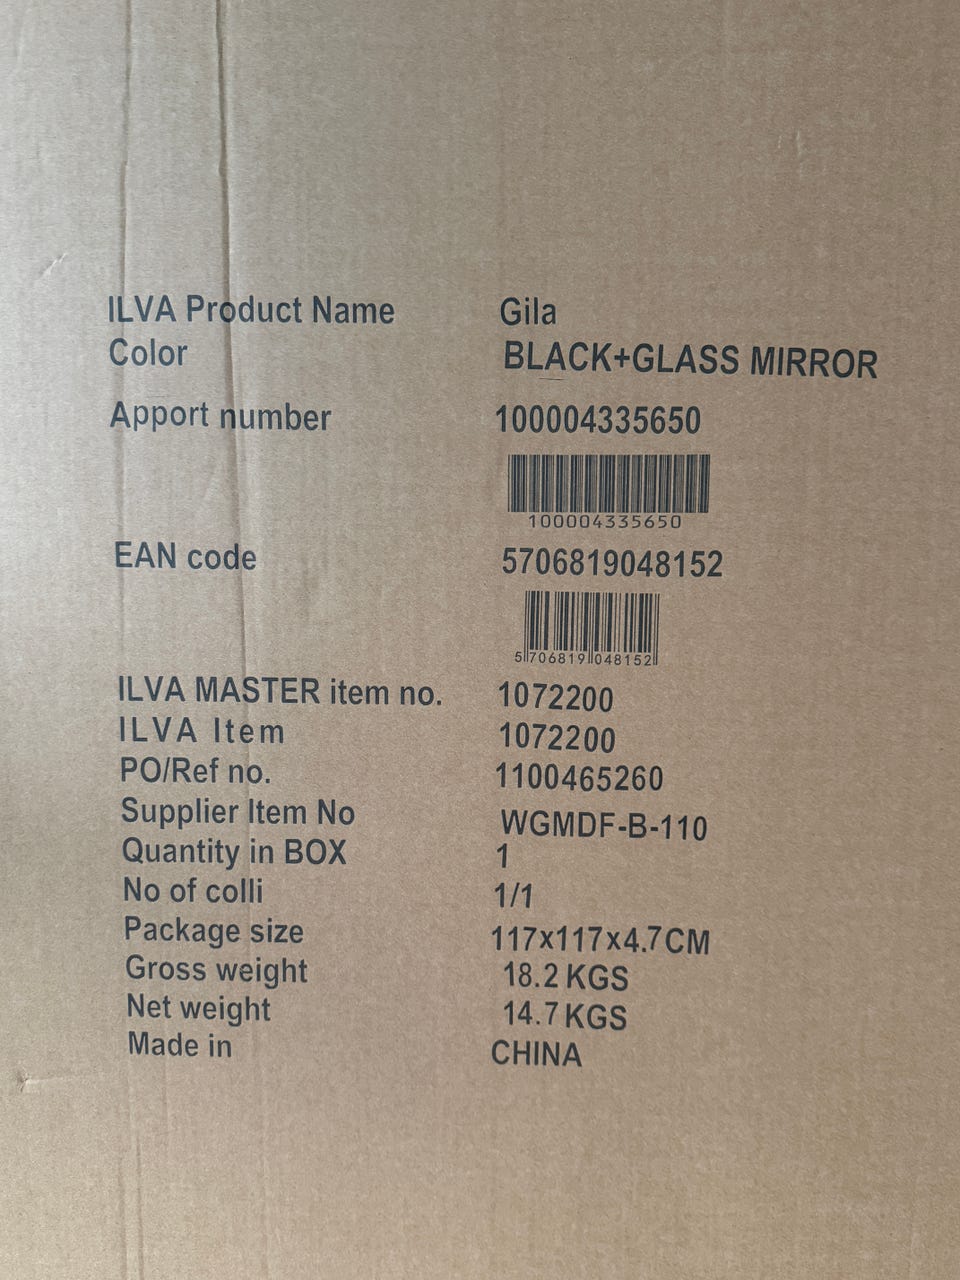 ILVA Product Name Gila
Color BLACK+GLASS MIRROR
Apport number 100004335650
100004335650
EAN code 5706819048152
5 706819 048152
ILVA MASTER item no. 1072200
ILVA Item 1072200
PO/Ref no. 1100465260
Supplier Item No WGMDF-B-110
Quantity in BOX 1
No of colli 1/1
Package size 117x117x4.7CM
Gross weight 18.2 KGS
Net weight 14.7 KGS
Made in CHINA